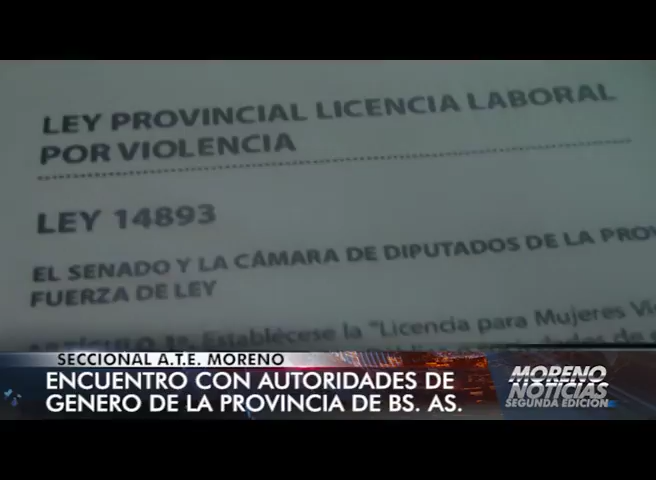 LEY PROVINCIAL LICENCIA LABORAL
POR VIOLENCIA
LEY 14893
EL SENADO Y LA CÁMARA DE DIPUTADOS DE LA PROV
FUERZA DE LEY
Establécese la "Licencia para Mujeres Vi
SECCIONAL A.T.E. MORENO
ENCUENTRO CON AUTORIDADES DE
GENERO DE LA PROVINCIA DE BS. AS.
MORENO
NOTICIAS
SEGUNDA EDICION